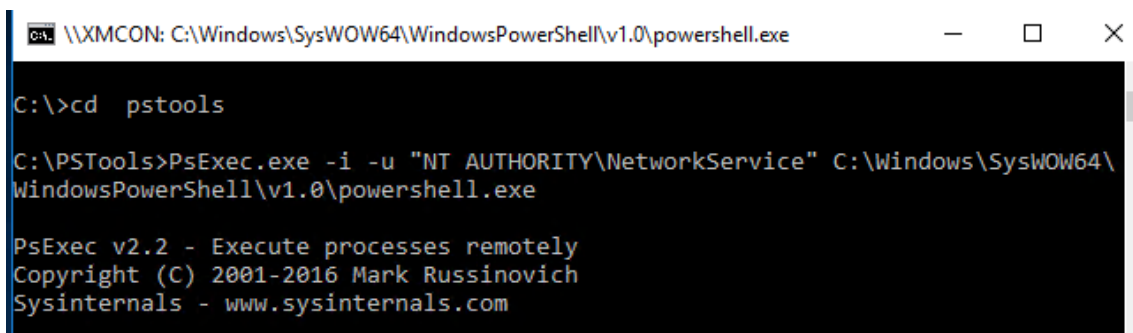 \\XMCON: C:\Windows\SysWOW64\WindowsPowerShell\v1.0\powershell.exe
C:\>cd  pstools
C:\PSTools>PsExec.exe -i -u "NT AUTHORITY\NetworkService" C:\Windows\SysWOW64\
WindowsPowerShell\v1.0\powershell.exe
PsExec v2.2 - Execute processes remotely
Copyright (C) 2001-2016 Mark Russinovich
Sysinternals - www.sysinternals.com